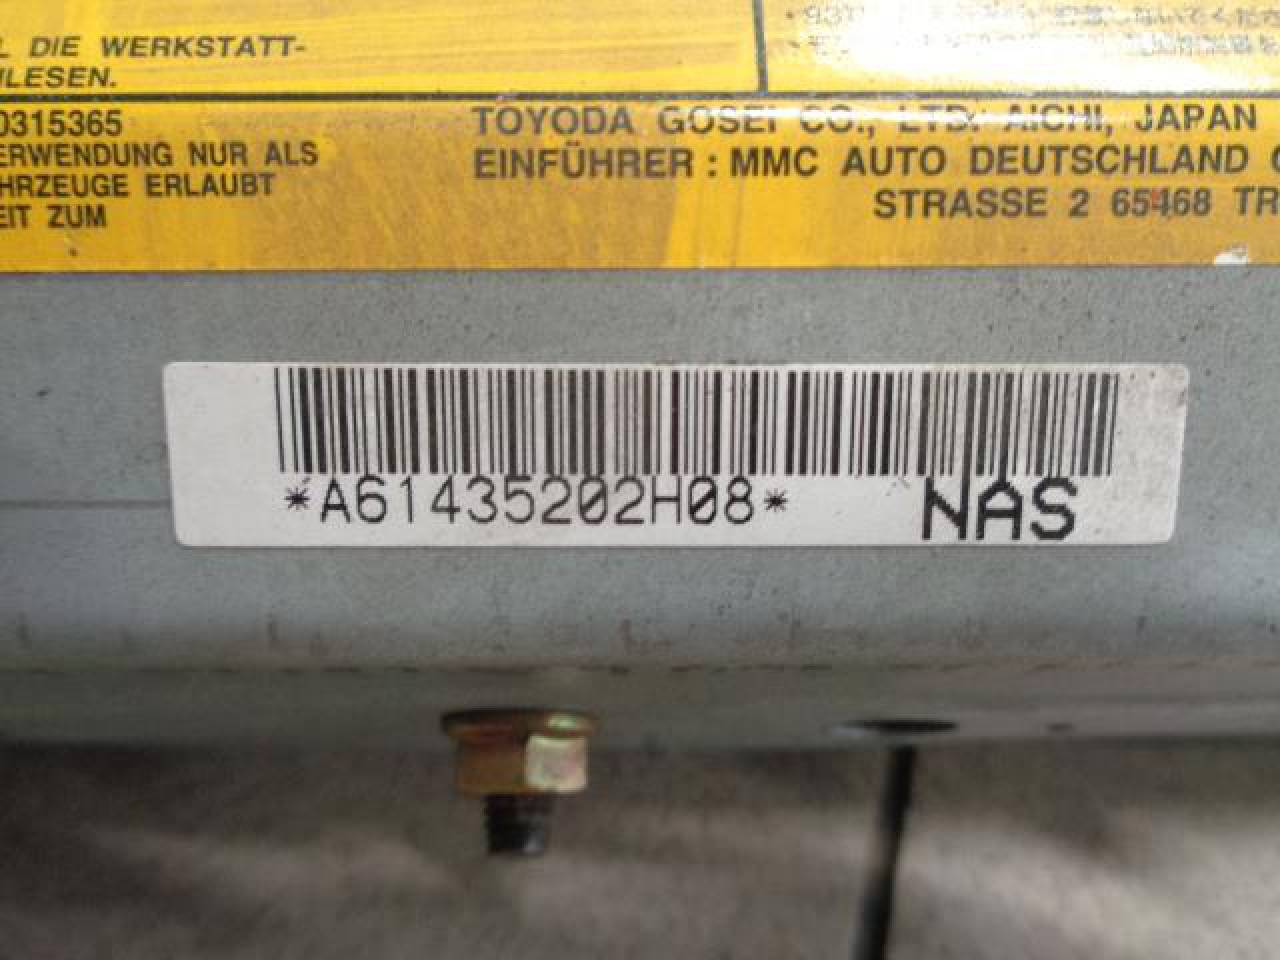 L DIE WERKSTATT-
LESEN.
0315365
ERWENDUNG NUR ALS
HRZEUGE ERLAUBT
EIT ZUM
TOYODA GOSEI CO., LTD. AICHI, JAPAN
EINFÜHRER : MMC AUTO DEUTSCHLAND
STRASSE 2 65468 TR
*A61435202H08*
NAS